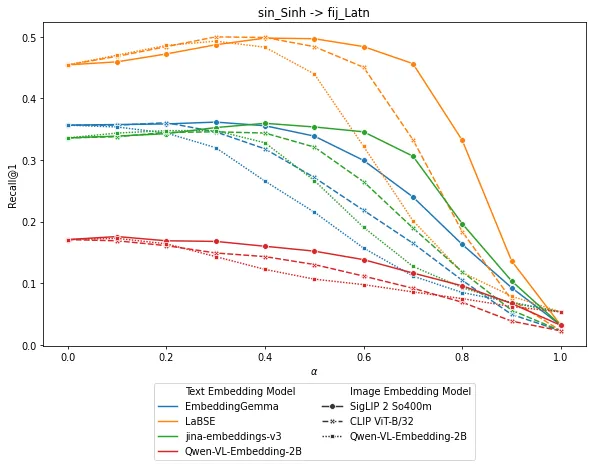 sin_Sinh -> fij_Latn
0.5
0.4
0.3
0.2
0.1
0.0
Recall@1
0.0 0.2 0.4 0.6 0.8 1.0
α
Text Embedding Model Image Embedding Model
EmbeddingGemma SigLIP 2 So400m
LaBSE CLIP ViT-B/32
jina-embeddings-v3 Qwen-VL-Embedding-2B
Qwen-VL-Embedding-2B